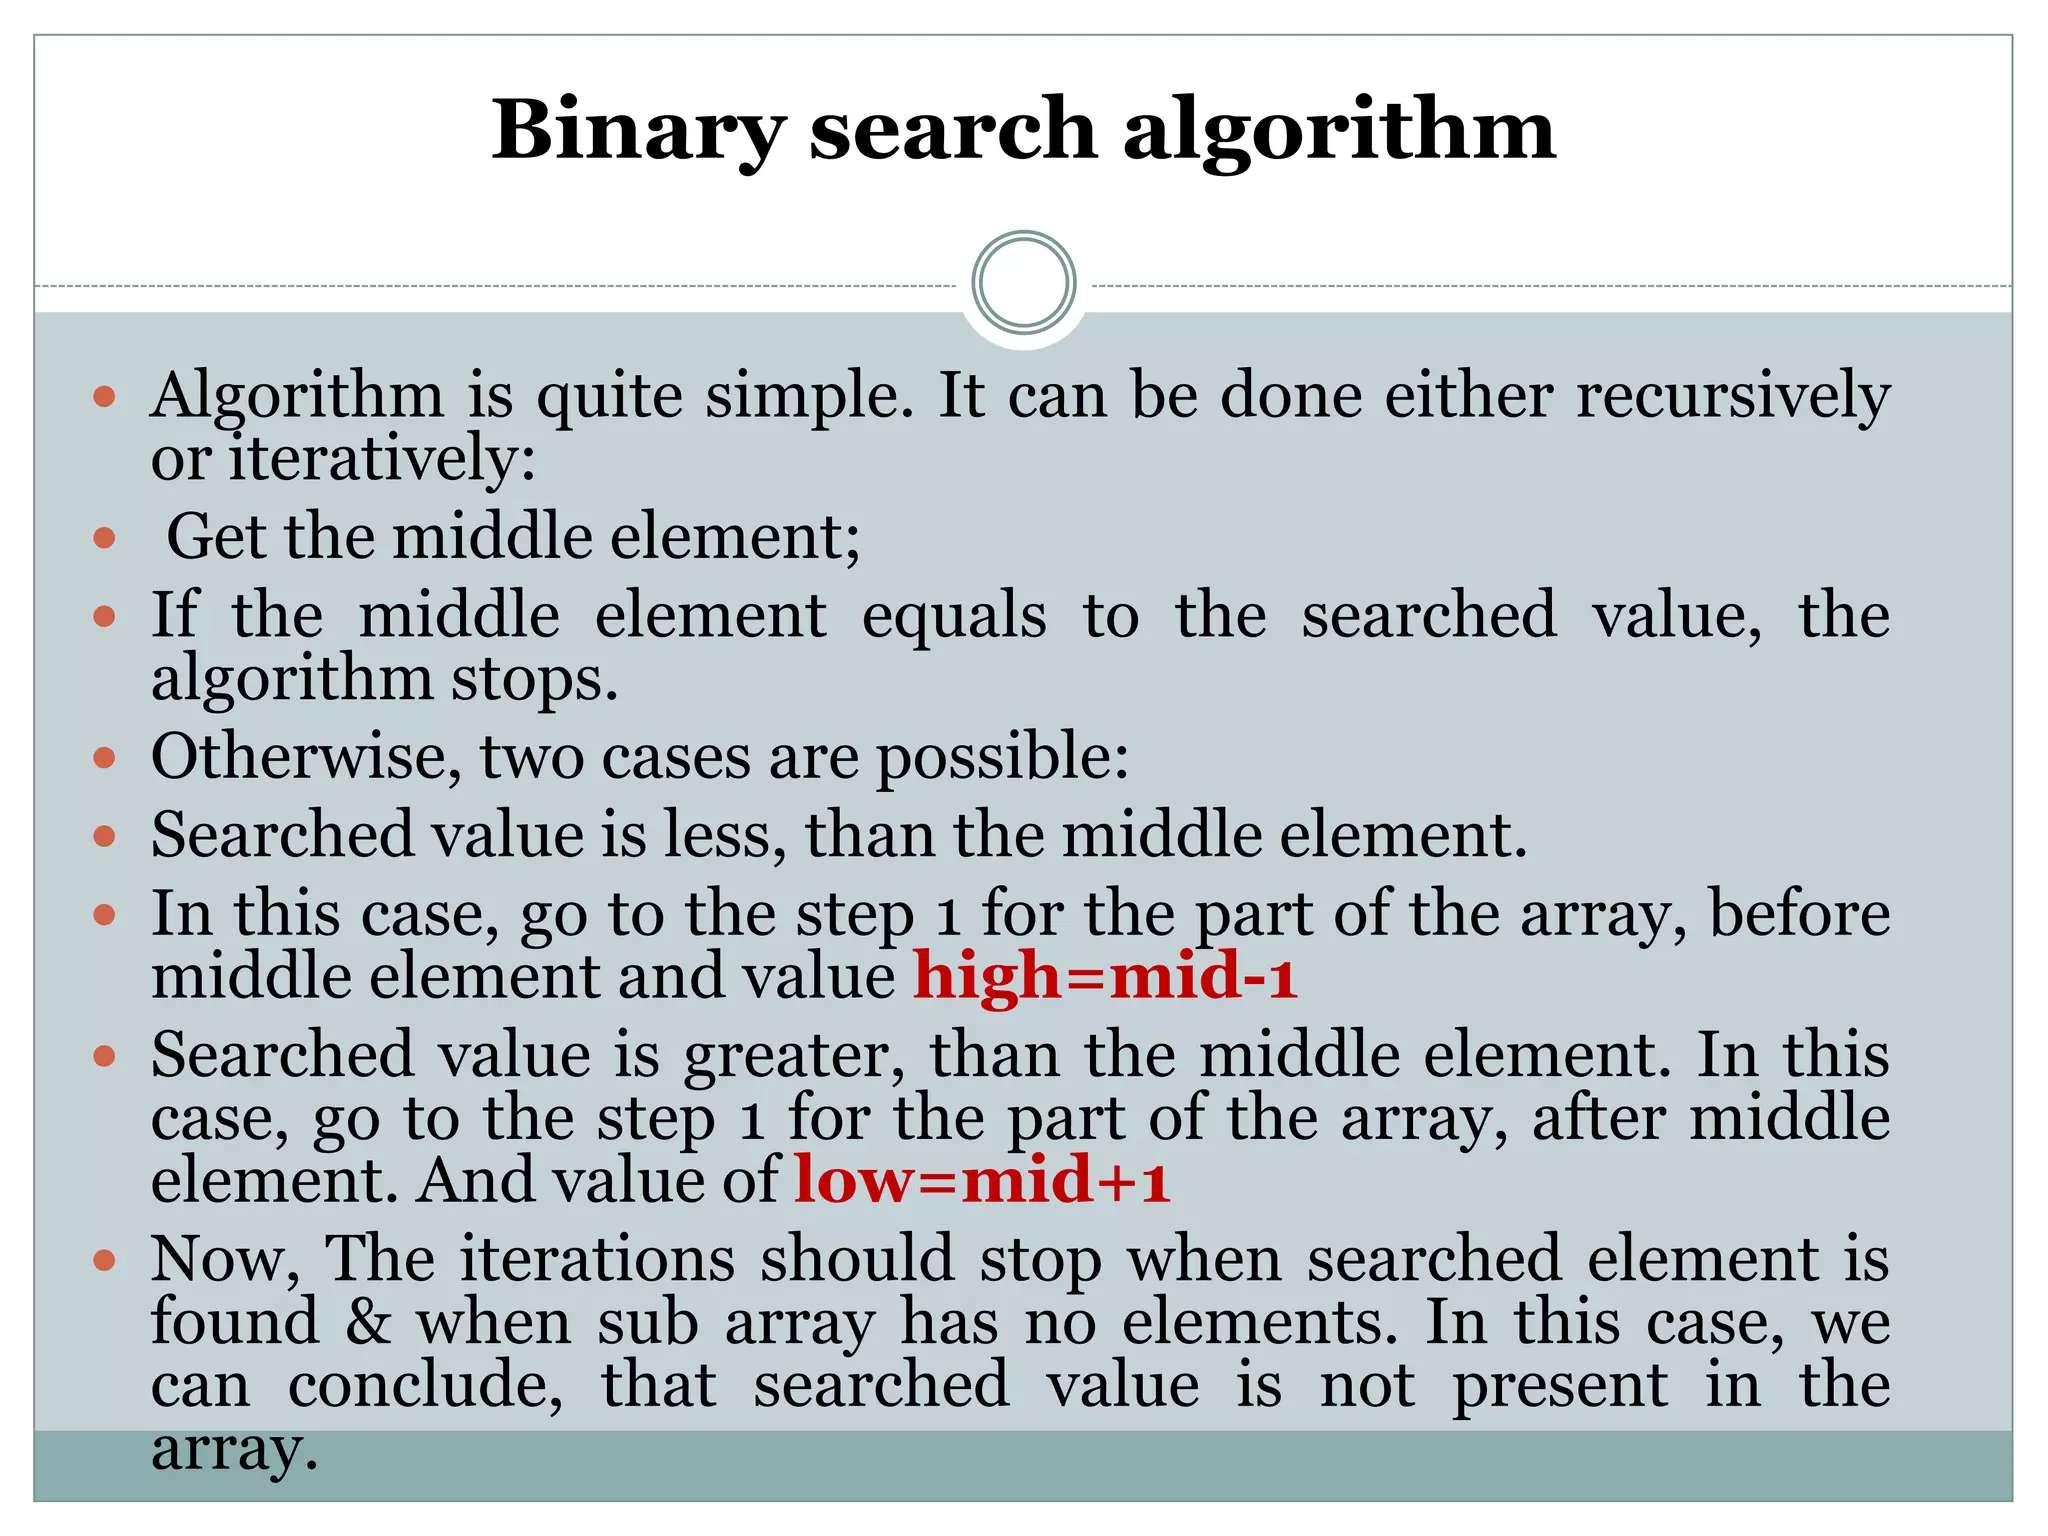 Binary search algorithm
• Algorithm is quite simple. It can be done either recursively
or iteratively:
• Get the middle element;
• If the middle element equals to the searched value, the
algorithm stops.
• Otherwise, two cases are possible:
• Searched value is less, than the middle element.
• In this case, go to the step 1 for the part of the array, before
middle element and value high=mid-1
• Searched value is greater, than the middle element. In this
case, go to the step 1 for the part of the array, after middle
element. And value of low=mid+1
• Now, The iterations should stop when searched element is
found & when sub array has no elements. In this case, we
can conclude, that searched value is not present in the
array.